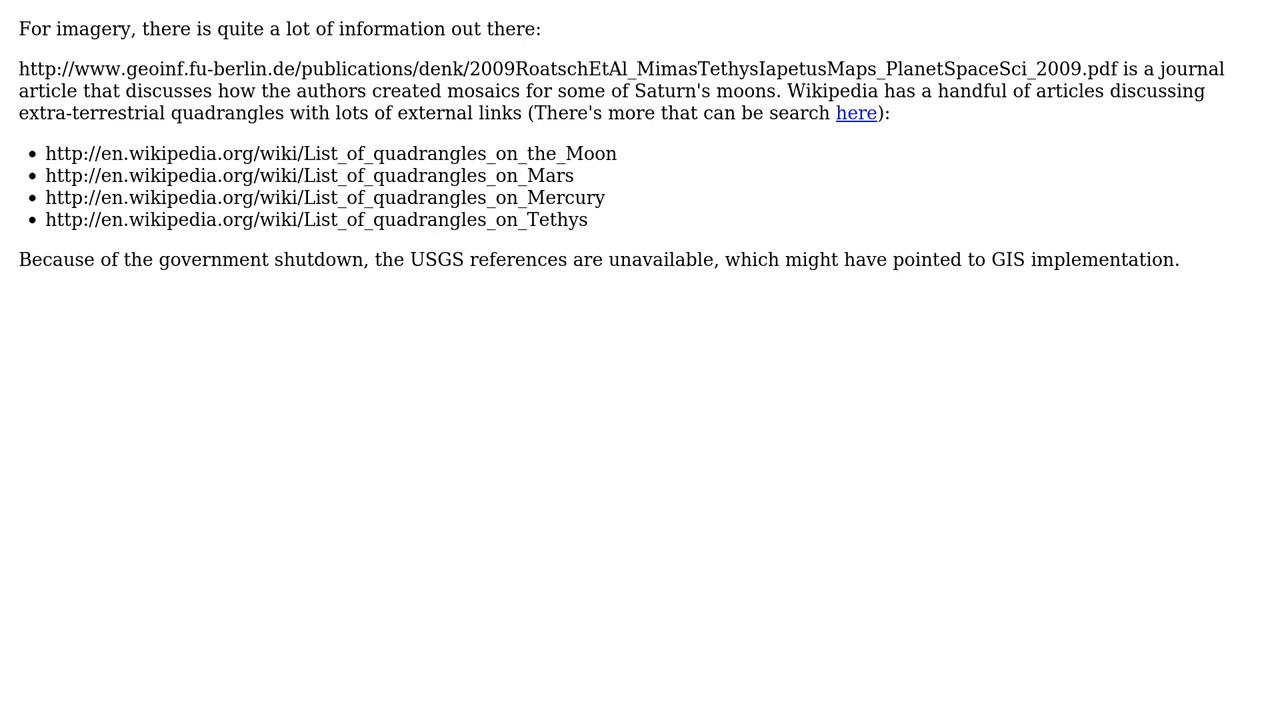 For imagery, there is quite a lot of information out there:
http://www.geoinf.fu-berlin.de/publications/denk/2009RoatschEtAl_MimasTethysIapetusMaps_PlanetSpaceSci_2009.pdf is a journal
article that discusses how the authors created mosaics for some of Saturn's moons. Wikipedia has a handful of articles discussing
extra-terrestrial quadrangles with lots of external links (There's more that can be search here):
• http://en.wikipedia.org/wiki/List_of_quadrangles_on_the_Moon
• http://en.wikipedia.org/wiki/List_of_quadrangles_on_Mars
• http://en.wikipedia.org/wiki/List_of_quadrangles_on_Mercury
• http://en.wikipedia.org/wiki/List_of_quadrangles_on_Tethys
Because of the government shutdown, the USGS references are unavailable, which might have pointed to GIS implementation.